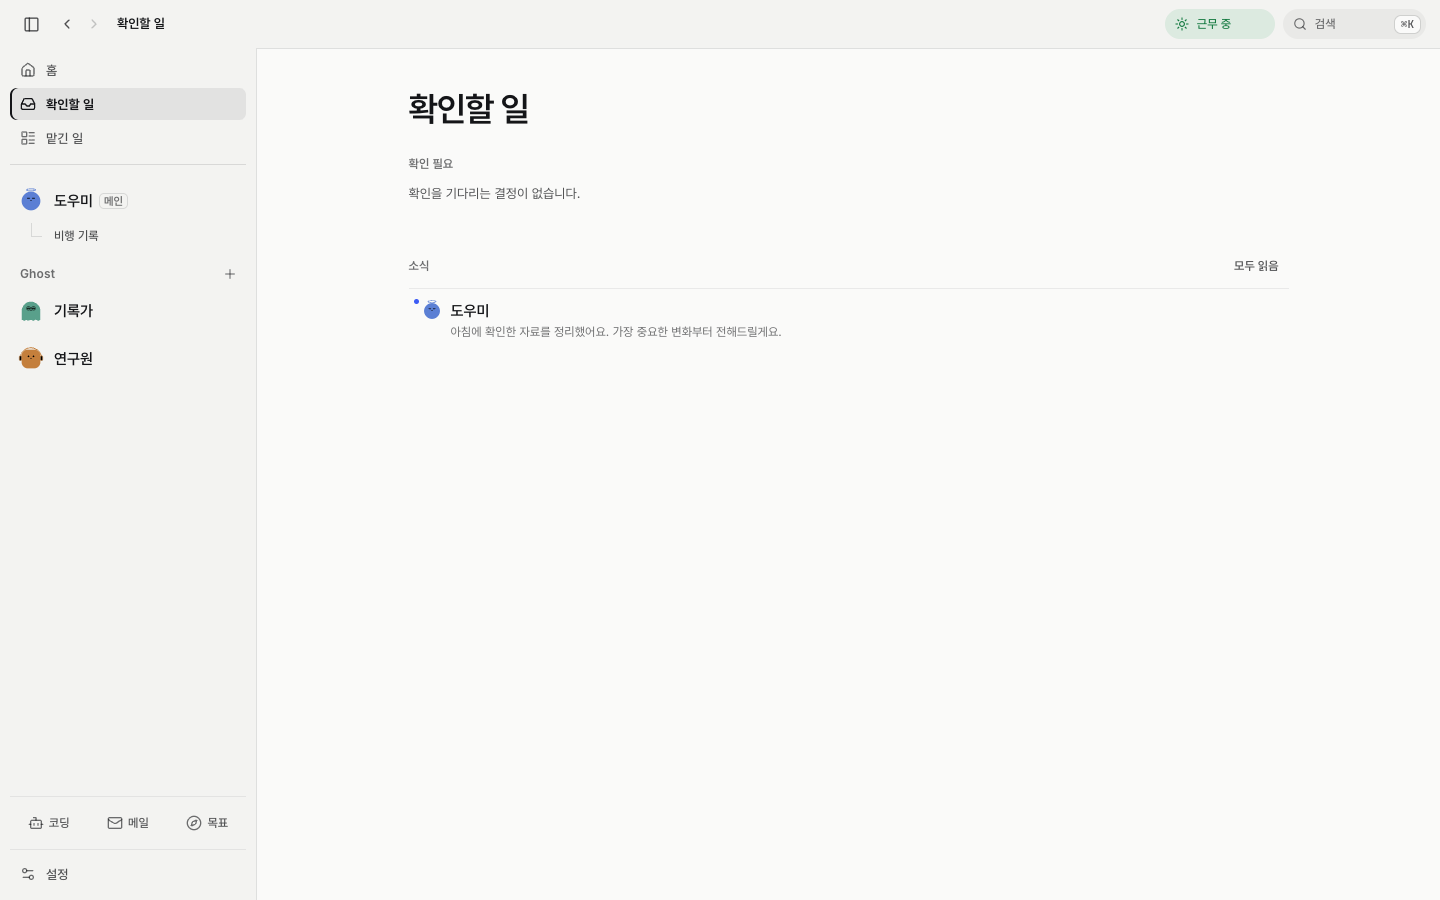 확인할 일
근무 중
검색
⌘K
홈
확인할 일
맡긴 일
도우미 메인
비행 기록
Ghost
기록가
연구원
코딩
메일
목표
설정
확인할 일
확인 필요
확인을 기다리는 결정이 없습니다.
소식
모두 읽음
도우미
아침에 확인한 자료를 정리했어요. 가장 중요한 변화부터 전해드릴게요.